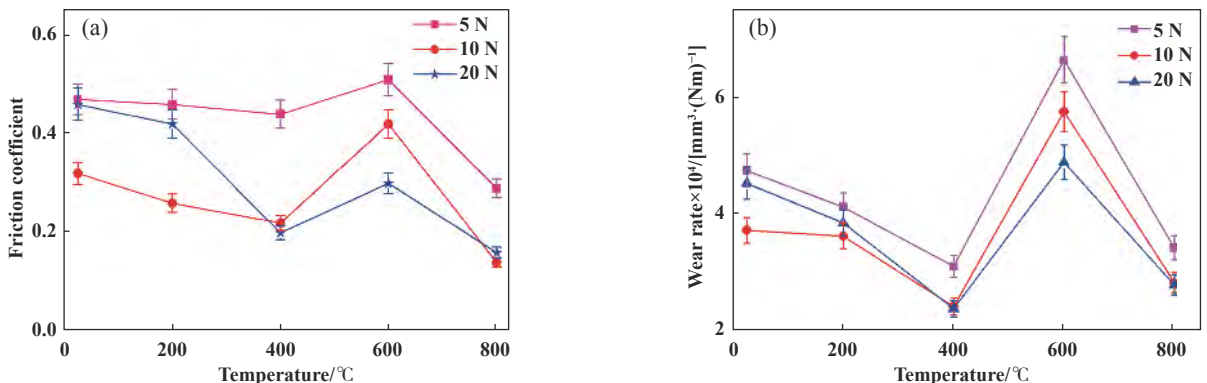 (a)
5 N
10 N
20 N
0.6
0.4
0.2
0.0
Friction coefficient
0
200
400
600
800
Temperature/℃
(b)
5 N
10 N
20 N
6
4
2
Wear rate×10⁴/[mm³·(Nm)⁻¹]
0
200
400
600
800
Temperature/℃